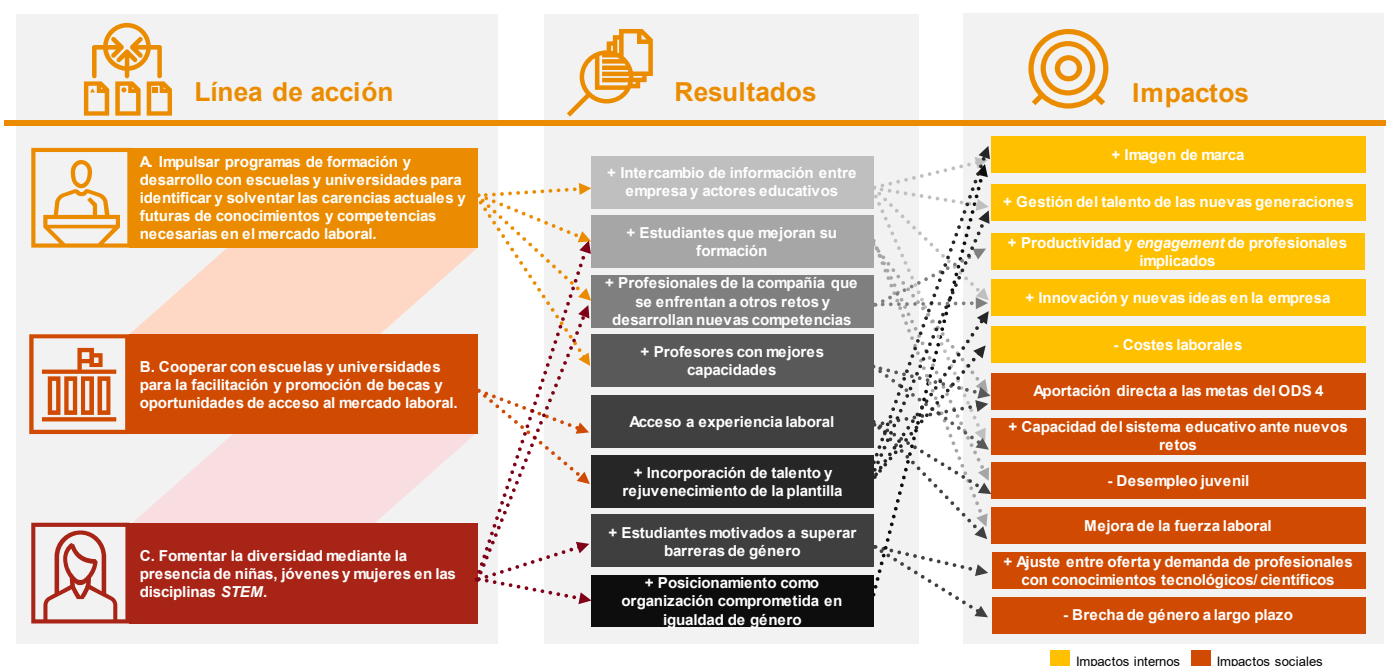 Línea de acción
Resultados
Impactos
A. Impulsar programas de formación y
desarrollo con escuelas y universidades para
identificar y solventar las carencias actuales y
futuras de conocimientos y competencias
necesarias en el mercado laboral.
B. Cooperar con escuelas y universidades
para la facilitación y promoción de becas y
oportunidades de acceso al mercado laboral.
C. Fomentar la diversidad mediante la
presencia de niñas, jóvenes y mujeres en las
disciplinas STEM.
+ Intercambio de información entre
empresa y actores educativos
+ Estudiantes que mejoran su
formación
+ Profesionales de la compañía que
se enfrentan a otros retos y
desarrollan nuevas competencias
+ Profesores con mejores
capacidades
Acceso a experiencia laboral
+ Incorporación de talento y
rejuvenecimiento de la plantilla
+ Estudiantes motivados a superar
barreras de género
+ Posicionamiento como
organización comprometida en
igualdad de género
+ Imagen de marca
+ Gestión del talento de las nuevas generaciones
+ Productividad y engagement de profesionales
implicados
+ Innovación y nuevas ideas en la empresa
- Costes laborales
Aportación directa a las metas del ODS 4
+ Capacidad del sistema educativo ante nuevos
retos
- Desempleo juvenil
Mejora de la fuerza laboral
+ Ajuste entre oferta y demanda de profesionales
con conocimientos tecnológicos/ científicos
- Brecha de género a largo plazo
Impactos internos
Impactos sociales